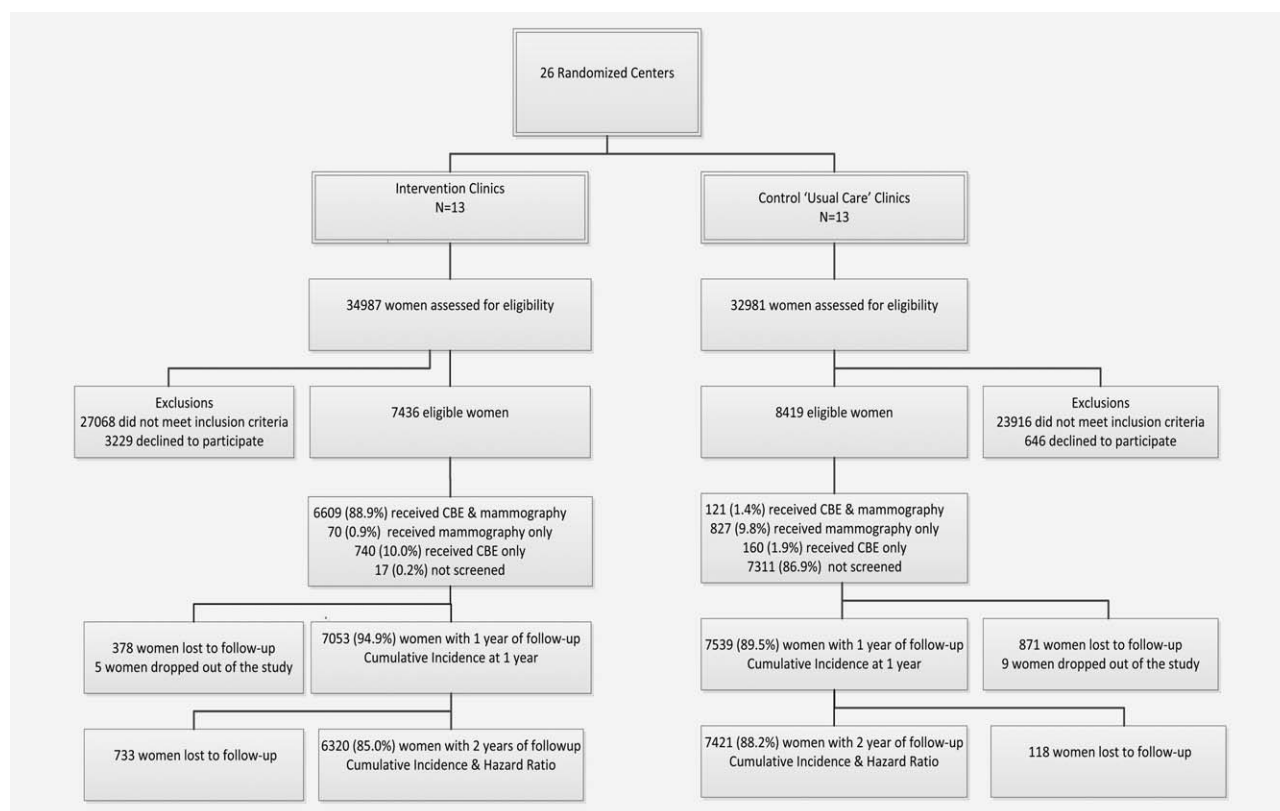 26 Randomized Centers
Intervention Clinics
N=13
Control 'Usual Care' Clinics
N=13
34987 women assessed for eligibility
32981 women assessed for eligibility
Exclusions
27068 did not meet inclusion criteria
3229 declined to participate
7436 eligible women
8419 eligible women
Exclusions
23916 did not meet inclusion criteria
646 declined to participate
6609 (88.9%) received CBE & mammography
70 (0.9%) received mammography only
740 (10.0%) received CBE only
17 (0.2%) not screened
121 (1.4%) received CBE & mammography
827 (9.8%) received mammography only
160 (1.9%) received CBE only
7311 (86.9%) not screened
378 women lost to follow-up
5 women dropped out of the study
7053 (94.9%) women with 1 year of follow-up
Cumulative Incidence at 1 year
7539 (89.5%) women with 1 year of follow-up
Cumulative Incidence at 1 year
871 women lost to follow-up
9 women dropped out of the study
733 women lost to follow-up
6320 (85.0%) women with 2 years of followup
Cumulative Incidence & Hazard Ratio
7421 (88.2%) women with 2 year of follow-up
Cumulative Incidence & Hazard Ratio
118 women lost to follow-up